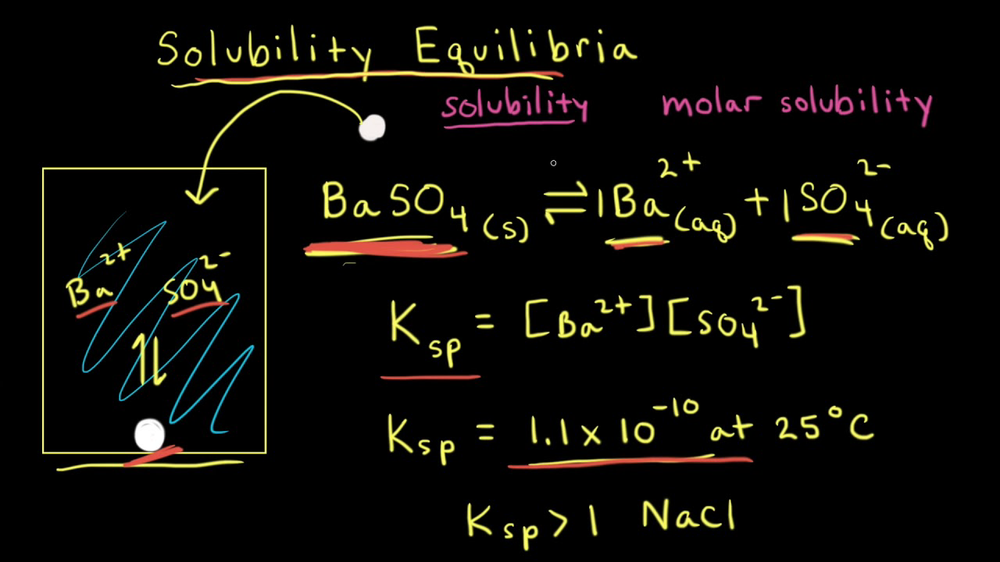 Solubility Equilibria
solubility molar solubility
BaSO₄(s) ⇌ 1Ba²⁺(aq) + 1SO₄²⁻(aq)
Ba²⁺ SO₄²⁻
⇌
Ksp = [Ba²⁺][SO₄²⁻]
Ksp = 1.1 x 10⁻¹⁰ at 25°C
Ksp > 1 NaCl